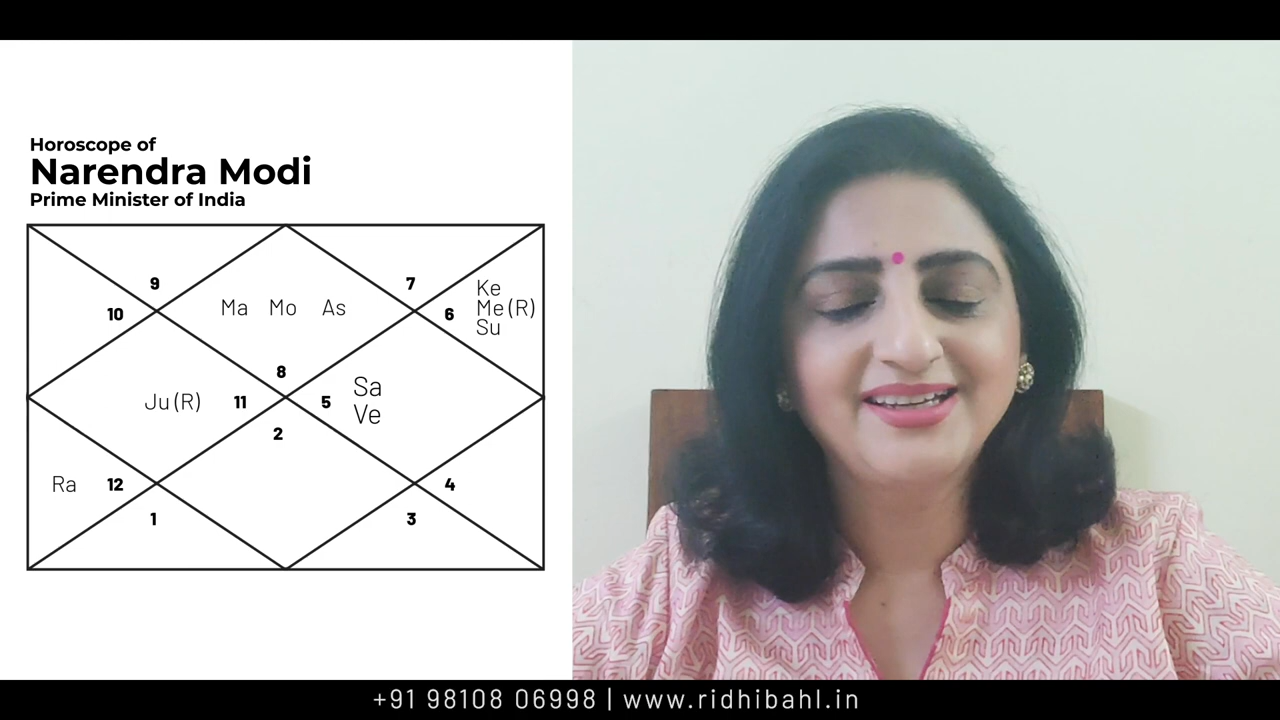 Horoscope of
Narendra Modi
Prime Minister of India
9
7
10
Ma Mo As
6
Ke
Me (R)
Su
8
Ju (R) 11
5
Sa
Ve
2
Ra 12
4
1
3
+91 98108 06998 | www.ridhibahl.in